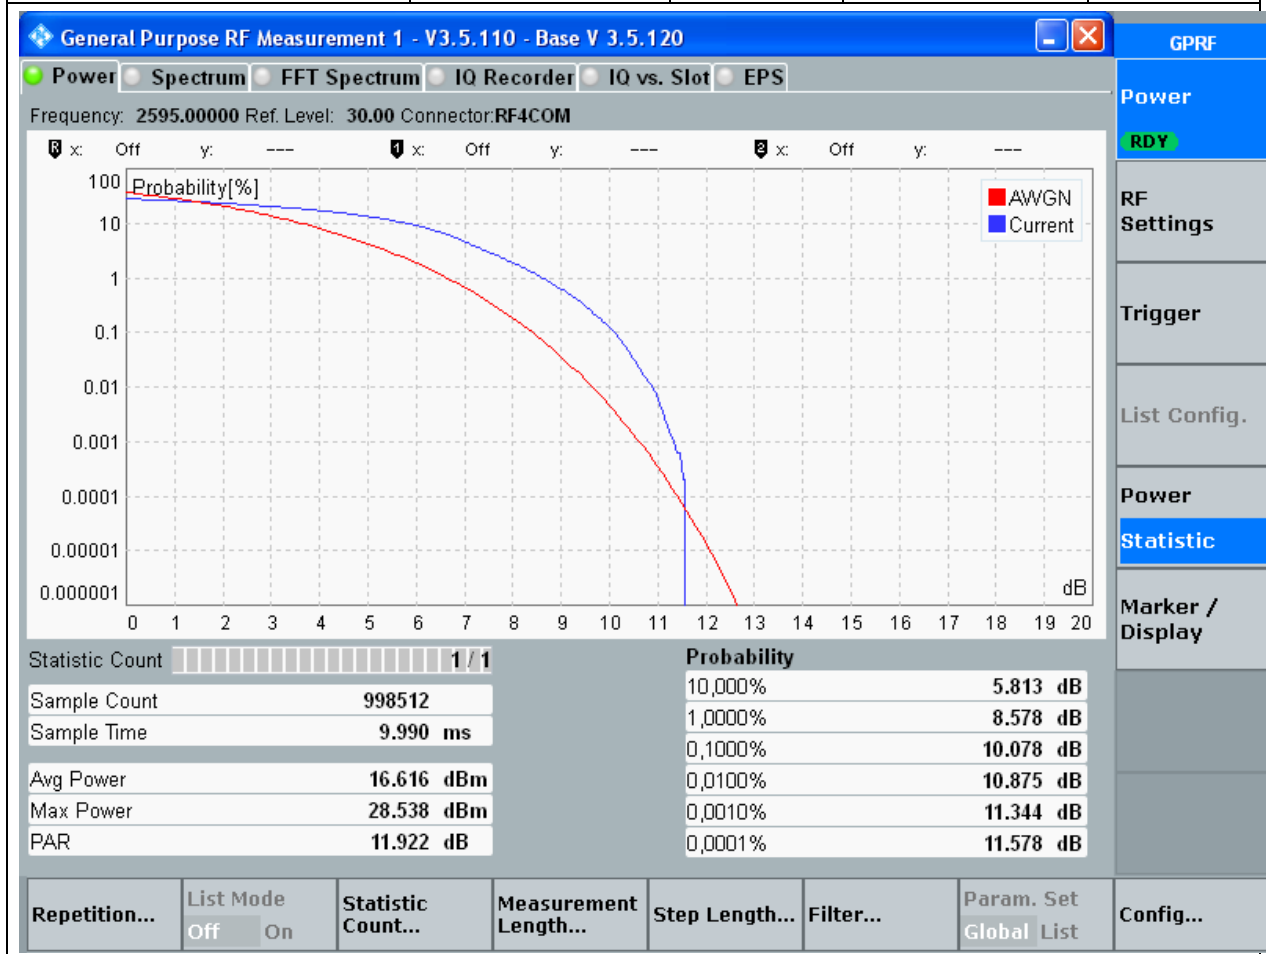 General Purpose RF Measurement 1 - V3.5.110 - Base V 3.5.120
GPRF
Power Spectrum FFT Spectrum IQ Recorder IQ vs. Slot EPS
Frequency: 2595.00000 Ref. Level: 30.00 Connector:RF4COM
R x: Off y: --- 1 x: Off y: --- 2 x: Off y: ---
Probability[%]
AWGN
Current
100
10
1
0.1
0.01
0.001
0.0001
0.00001
0.000001
dB
0 1 2 3 4 5 6 7 8 9 10 11 12 13 14 15 16 17 18 19 20
Statistic Count 1 / 1
Sample Count 998512
Sample Time 9.990 ms
Avg Power 16.616 dBm
Max Power 28.538 dBm
PAR 11.922 dB
Probability
10,000% 5.813 dB
1,0000% 8.578 dB
0,1000% 10.078 dB
0,0100% 10.875 dB
0,0010% 11.344 dB
0,0001% 11.578 dB
Power
RDY
RF
Settings
Trigger
List Config.
Power
Statistic
Marker /
Display
Repetition...
List Mode
Off On
Statistic
Count...
Measurement
Length...
Step Length...
Filter...
Param. Set
Global List
Config...